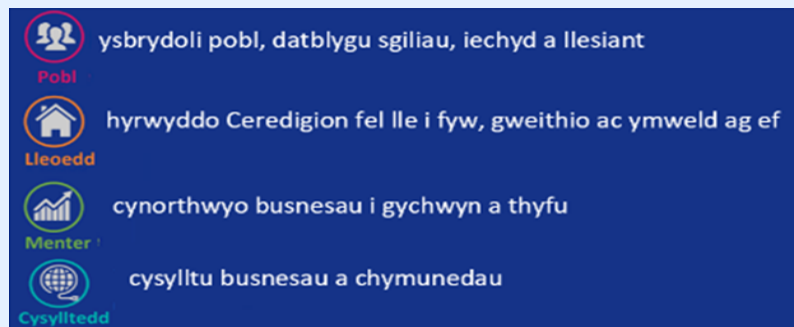 ysbrydoli pobl, datblygu sgiliau, iechyd a llesiant
Pobl
hyrwyddo Ceredigion fel lle i fyw, gweithio ac ymweld ag ef
Lleoedd
cynorthwyo busnesau i gychwyn a thyfu
Menter
cysylltu busnesau a chymunedau
Cysylltedd